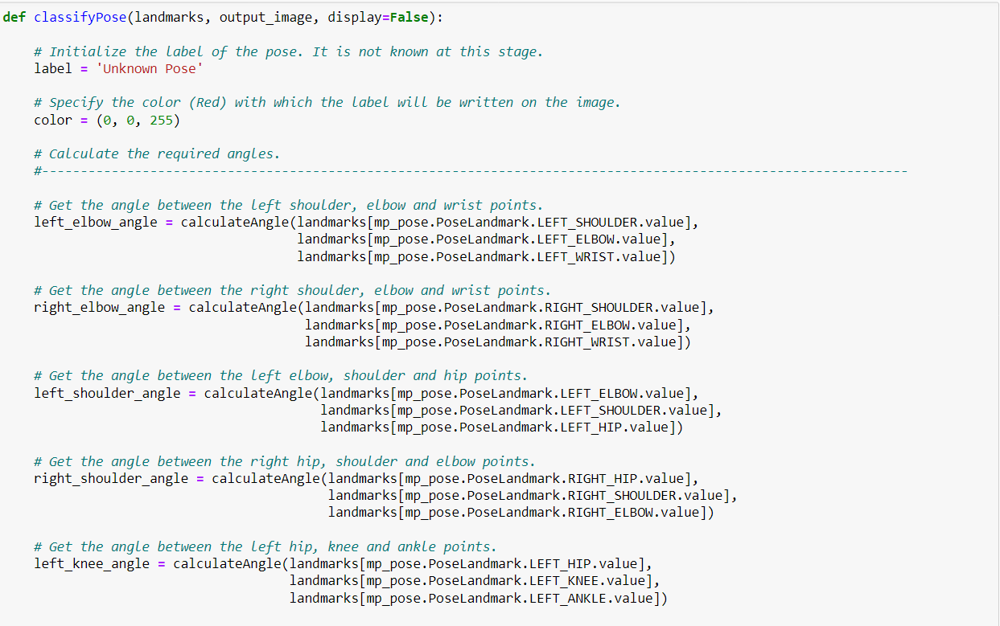 def classifyPose(landmarks, output_image, display=False):
# Initialize the label of the pose. It is not known at this stage.
label = 'Unknown Pose'
# Specify the color (Red) with which the label will be written on the image.
color = (0, 0, 255)
# Calculate the required angles.
#----------------------------------------------------------------------------------------------------------------
# Get the angle between the left shoulder, elbow and wrist points.
left_elbow_angle = calculateAngle(landmarks[mp_pose.PoseLandmark.LEFT_SHOULDER.value],
landmarks[mp_pose.PoseLandmark.LEFT_ELBOW.value],
landmarks[mp_pose.PoseLandmark.LEFT_WRIST.value])
# Get the angle between the right shoulder, elbow and wrist points.
right_elbow_angle = calculateAngle(landmarks[mp_pose.PoseLandmark.RIGHT_SHOULDER.value],
landmarks[mp_pose.PoseLandmark.RIGHT_ELBOW.value],
landmarks[mp_pose.PoseLandmark.RIGHT_WRIST.value])
# Get the angle between the left elbow, shoulder and hip points.
left_shoulder_angle = calculateAngle(landmarks[mp_pose.PoseLandmark.LEFT_ELBOW.value],
landmarks[mp_pose.PoseLandmark.LEFT_SHOULDER.value],
landmarks[mp_pose.PoseLandmark.LEFT_HIP.value])
# Get the angle between the right hip, shoulder and elbow points.
right_shoulder_angle = calculateAngle(landmarks[mp_pose.PoseLandmark.RIGHT_HIP.value],
landmarks[mp_pose.PoseLandmark.RIGHT_SHOULDER.value],
landmarks[mp_pose.PoseLandmark.RIGHT_ELBOW.value])
# Get the angle between the left hip, knee and ankle points.
left_knee_angle = calculateAngle(landmarks[mp_pose.PoseLandmark.LEFT_HIP.value],
landmarks[mp_pose.PoseLandmark.LEFT_KNEE.value],
landmarks[mp_pose.PoseLandmark.LEFT_ANKLE.value])